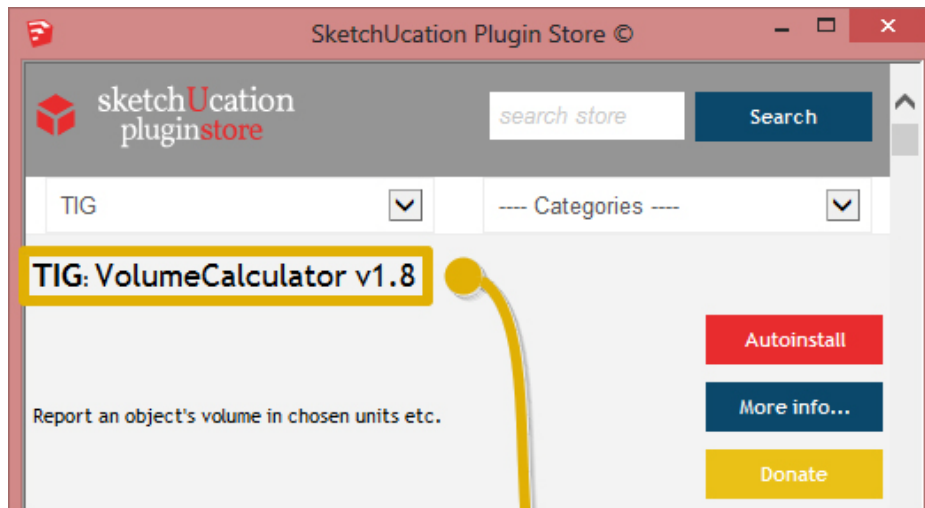 SketchUcation Plugin Store ©
sketchUcation
pluginstore
search store
Search
TIG
---- Categories ----
TIG: VolumeCalculator v1.8
Autoinstall
Report an object's volume in chosen units etc.
More info...
Donate